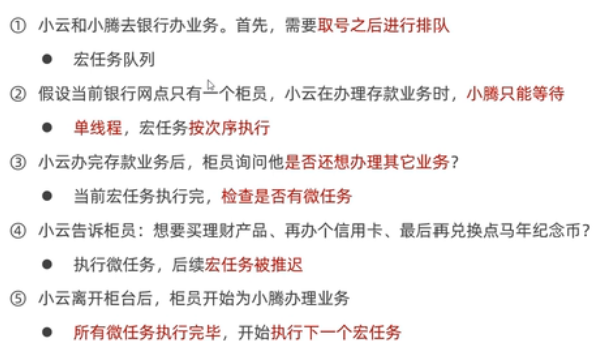 ① 小云和小腾去银行办业务。首先，需要取号之后进行排队
● 宏任务队列
② 假设当前银行网点只有一个柜员，小云在办理存款业务时，小腾只能等待
● 单线程，宏任务按次序执行
③ 小云办完存款业务后，柜员询问他是否还想办理其它业务？
● 当前宏任务执行完，检查是否有微任务
④ 小云告诉柜员：想要买理财产品、再办个信用卡、最后再兑换点马年纪念币？
● 执行微任务，后续宏任务被推迟
⑤ 小云离开柜台后，柜员开始为小腾办理业务
● 所有微任务执行完毕，开始执行下一个宏任务